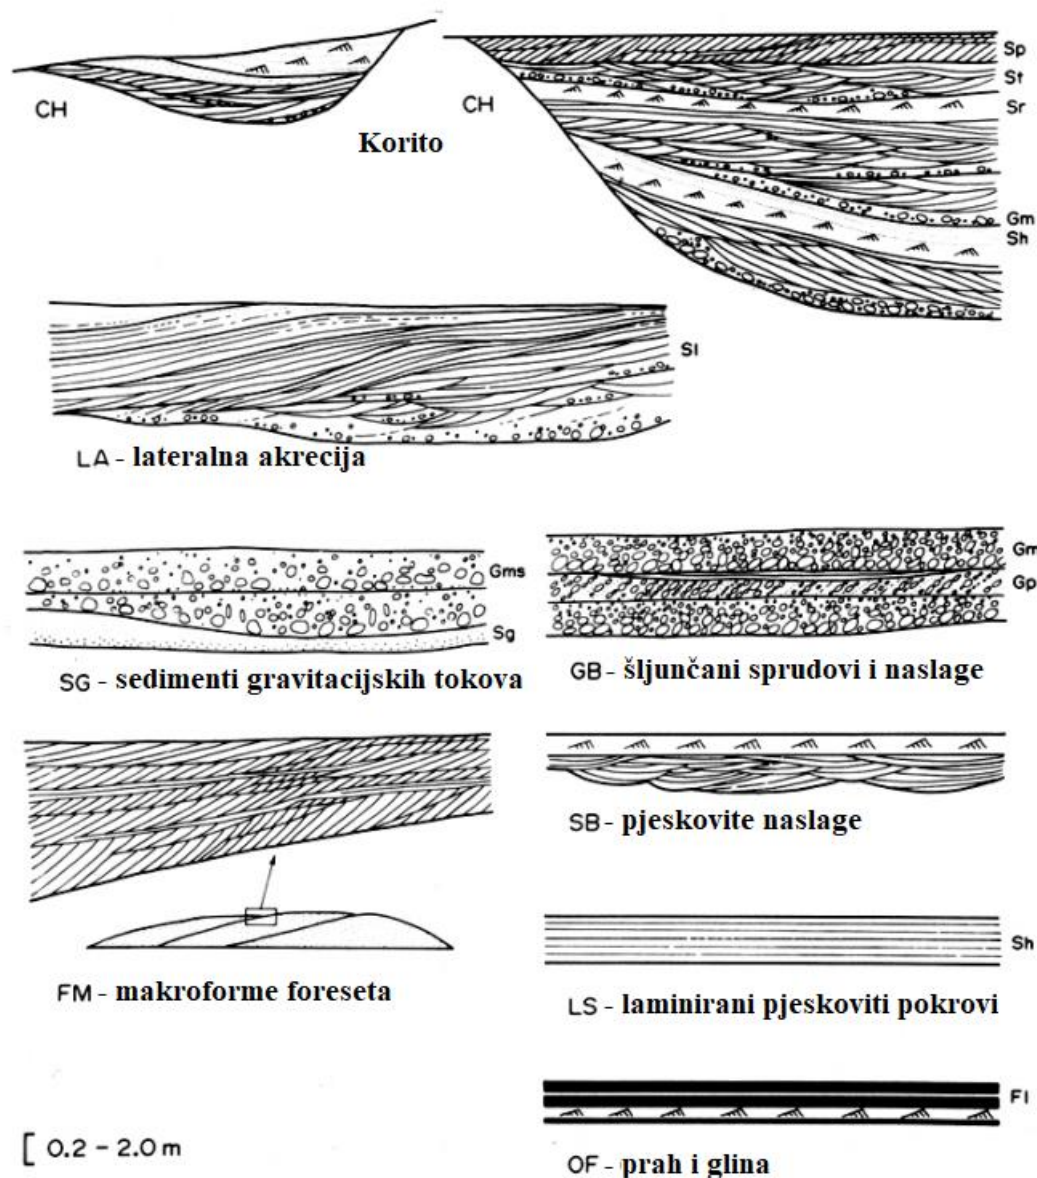 Sp
St
CH
CH
Sr
Korito
Gm
Sh
Sl
LA - lateralna akrecija
Gms
Sg
Gm
Gp
SG - sedimenti gravitacijskih tokova
GB - šljunčani sprudovi i naslage
SB - pjeskovite naslage
FM - makroforme foreseta
Sh
LS - laminirani pjeskoviti pokrovi
Fl
0.2 - 2.0 m
OF - prah i glina